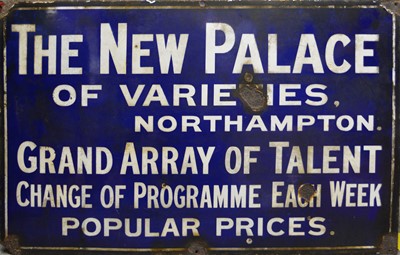 THE NEW PALACE
OF VARIETIES,
NORTHAMPTON.
GRAND ARRAY OF TALENT
CHANGE OF PROGRAMME EACH WEEK
POPULAR PRICES.